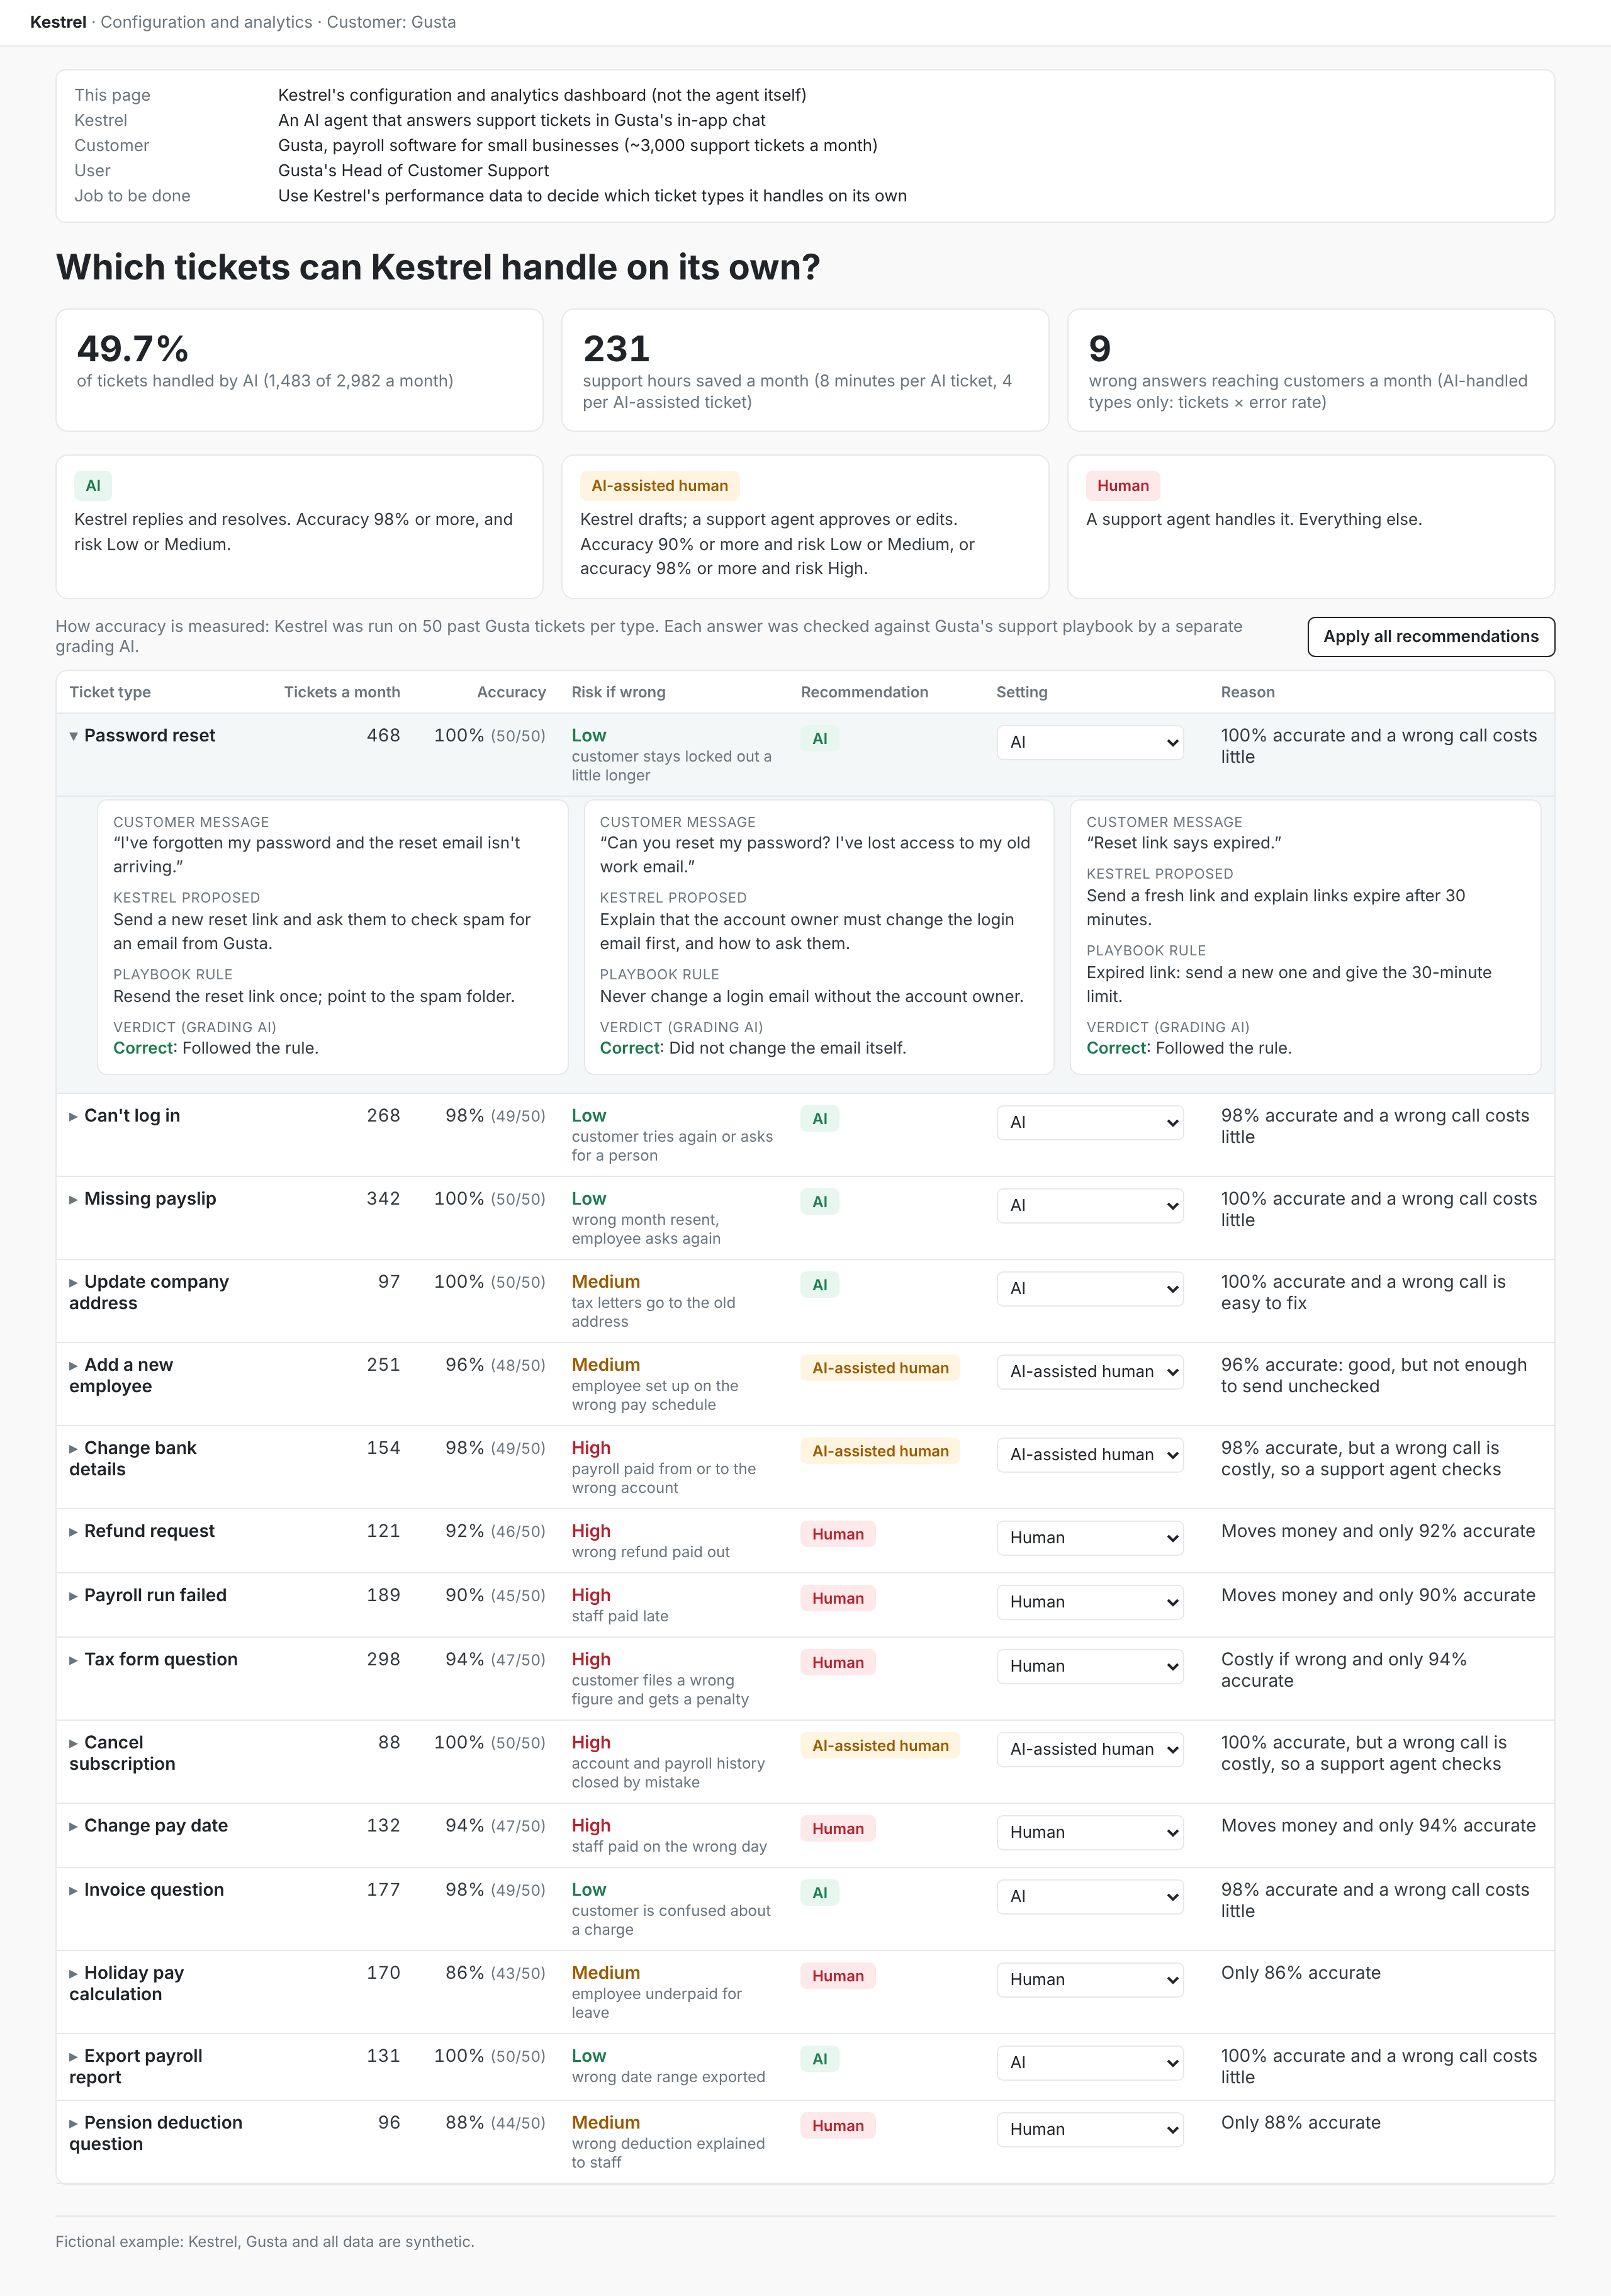 Kestrel · Configuration and analytics · Customer: Gusta
This page Kestrel's configuration and analytics dashboard (not the agent itself)
Kestrel An AI agent that answers support tickets in Gusta's in-app chat
Customer Gusta, payroll software for small businesses (~3,000 support tickets a month)
User Gusta's Head of Customer Support
Job to be done Use Kestrel's performance data to decide which ticket types it handles on its own
Which tickets can Kestrel handle on its own?
49.7%
of tickets handled by AI (1,483 of 2,982 a month)
231
support hours saved a month (8 minutes per AI ticket, 4
per AI-assisted ticket)
9
wrong answers reaching customers a month (AI-handled
types only: tickets × error rate)
AI
Kestrel replies and resolves. Accuracy 98% or more, and
risk Low or Medium.
AI-assisted human
Kestrel drafts; a support agent approves or edits.
Accuracy 90% or more and risk Low or Medium, or
accuracy 98% or more and risk High.
Human
A support agent handles it. Everything else.
How accuracy is measured: Kestrel was run on 50 past Gusta tickets per type. Each answer was checked against Gusta's support playbook by a separate
grading AI.
Apply all recommendations
Ticket type Tickets a month Accuracy Risk if wrong Recommendation Setting Reason
▾ Password reset 468 100% (50/50) Low AI AI 100% accurate and a wrong call costs
customer stays locked out a little
little longer
CUSTOMER MESSAGE
“I've forgotten my password and the reset email isn't
arriving.”
KESTREL PROPOSED
Send a new reset link and ask them to check spam for
an email from Gusta.
PLAYBOOK RULE
Resend the reset link once; point to the spam folder.
VERDICT (GRADING AI)
Correct: Followed the rule.
CUSTOMER MESSAGE
“Can you reset my password? I've lost access to my old
work email.”
KESTREL PROPOSED
Explain that the account owner must change the login
email first, and how to ask them.
PLAYBOOK RULE
Never change a login email without the account owner.
VERDICT (GRADING AI)
Correct: Did not change the email itself.
CUSTOMER MESSAGE
“Reset link says expired.”
KESTREL PROPOSED
Send a fresh link and explain links expire after 30
minutes.
PLAYBOOK RULE
Expired link: send a new one and give the 30-minute
limit.
VERDICT (GRADING AI)
Correct: Followed the rule.
▸ Can't log in 268 98% (49/50) Low AI AI 98% accurate and a wrong call costs
customer tries again or asks little
for a person
▸ Missing payslip 342 100% (50/50) Low AI AI 100% accurate and a wrong call costs
wrong month resent, little
employee asks again
▸ Update company 97 100% (50/50) Medium AI AI 100% accurate and a wrong call is
address tax letters go to the old easy to fix
address
▸ Add a new 251 96% (48/50) Medium AI-assisted human AI-assisted human 96% accurate: good, but not enough
employee employee set up on the to send unchecked
wrong pay schedule
▸ Change bank 154 98% (49/50) High AI-assisted human AI-assisted human 98% accurate, but a wrong call is
details payroll paid from or to the costly, so a support agent checks
wrong account
▸ Refund request 121 92% (46/50) High Human Human Moves money and only 92% accurate
wrong refund paid out
▸ Payroll run failed 189 90% (45/50) High Human Human Moves money and only 90% accurate
staff paid late
▸ Tax form question 298 94% (47/50) High Human Human Costly if wrong and only 94%
customer files a wrong accurate
figure and gets a penalty
▸ Cancel 88 100% (50/50) High AI-assisted human AI-assisted human 100% accurate, but a wrong call is
subscription account and payroll history costly, so a support agent checks
closed by mistake
▸ Change pay date 132 94% (47/50) High Human Human Moves money and only 94% accurate
staff paid on the wrong day
▸ Invoice question 177 98% (49/50) Low AI AI 98% accurate and a wrong call costs
customer is confused about little
a charge
▸ Holiday pay 170 86% (43/50) Medium Human Human Only 86% accurate
calculation employee underpaid for
leave
▸ Export payroll 131 100% (50/50) Low AI AI 100% accurate and a wrong call costs
report wrong date range exported little
▸ Pension deduction 96 88% (44/50) Medium Human Human Only 88% accurate
question wrong deduction explained
to staff
Fictional example: Kestrel, Gusta and all data are synthetic.